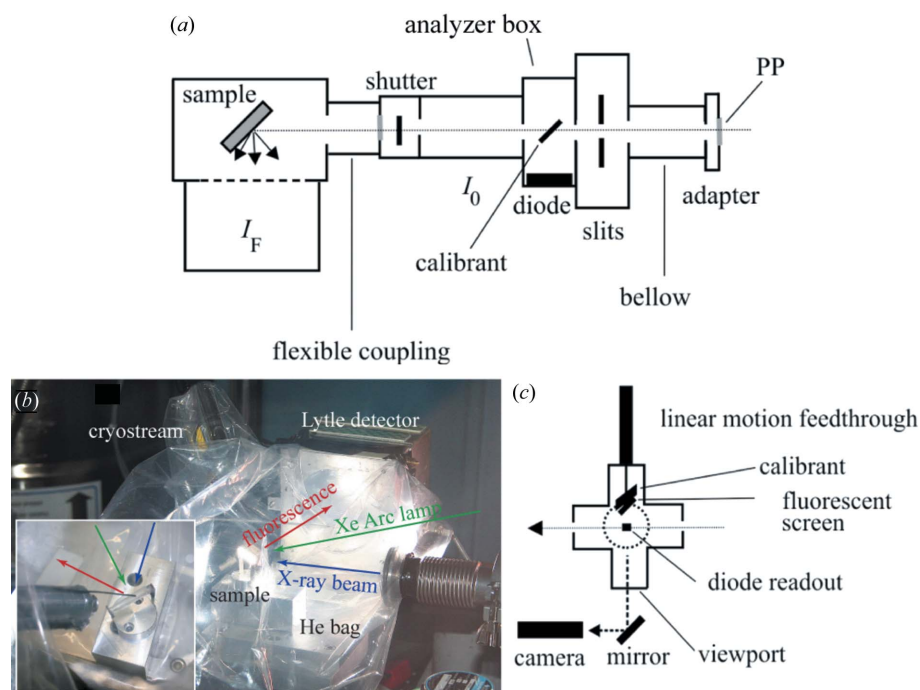 (a)
analyzer box
PP
shutter
sample
I0
diode
adapter
IF
slits
calibrant
bellow
flexible coupling
(b)
Lytle detector
cryostream
fluorescence
Xe Arc lamp
X-ray beam
sample
He bag
(c)
linear motion feedthrough
calibrant
fluorescent
screen
diode readout
camera
mirror
viewport